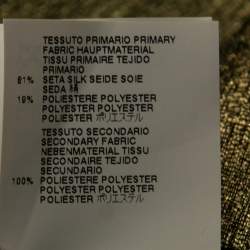 TESSUTO PRIMARIO PRIMARY
FABRIC HAUPTMATERIAL
TISSU PRIMAIRE TEJIDO
PRIMARIO
81% SETA SILK SEIDE SOIE
SEDA 絹
19% POLIESTERE POLYESTER
POLYESTER POLYESTER
POLIESTER ポリエステル
TESSUTO SECONDARIO
SECONDARY FABRIC
NEBENMATERIAL TISSU
SECONDAIRE TEJIDO
SECUNDARIO
100% POLIESTERE POLYESTER
POLYESTER POLYESTER
POLIESTER ポリエステル